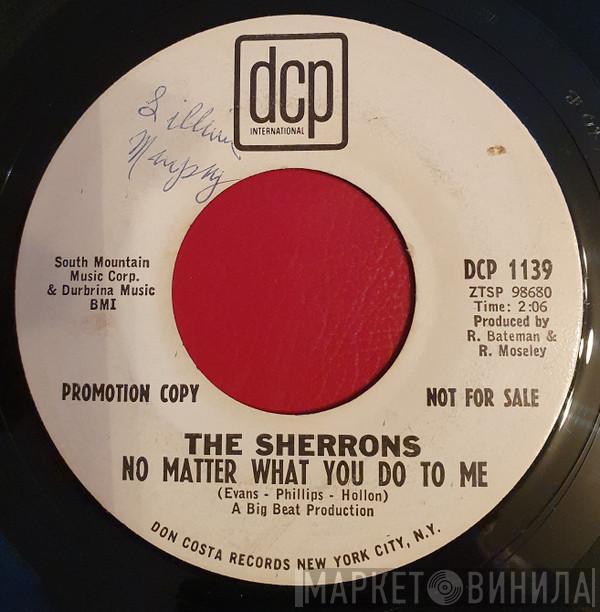 dcp
INTERNATIONAL
Lillian
Murphy
South Mountain
Music Corp.
& Durbrina Music
BMI
DCP 1139
ZTSP 98680
Time: 2:06
Produced by
R. Bateman &
R. Moseley
PROMOTION COPY
NOT FOR SALE
THE SHERRONS
NO MATTER WHAT YOU DO TO ME
(Evans - Phillips - Hollon)
A Big Beat Production
DON COSTA RECORDS NEW YORK CITY, N.Y.
МАРКЕТ ВИНИЛА